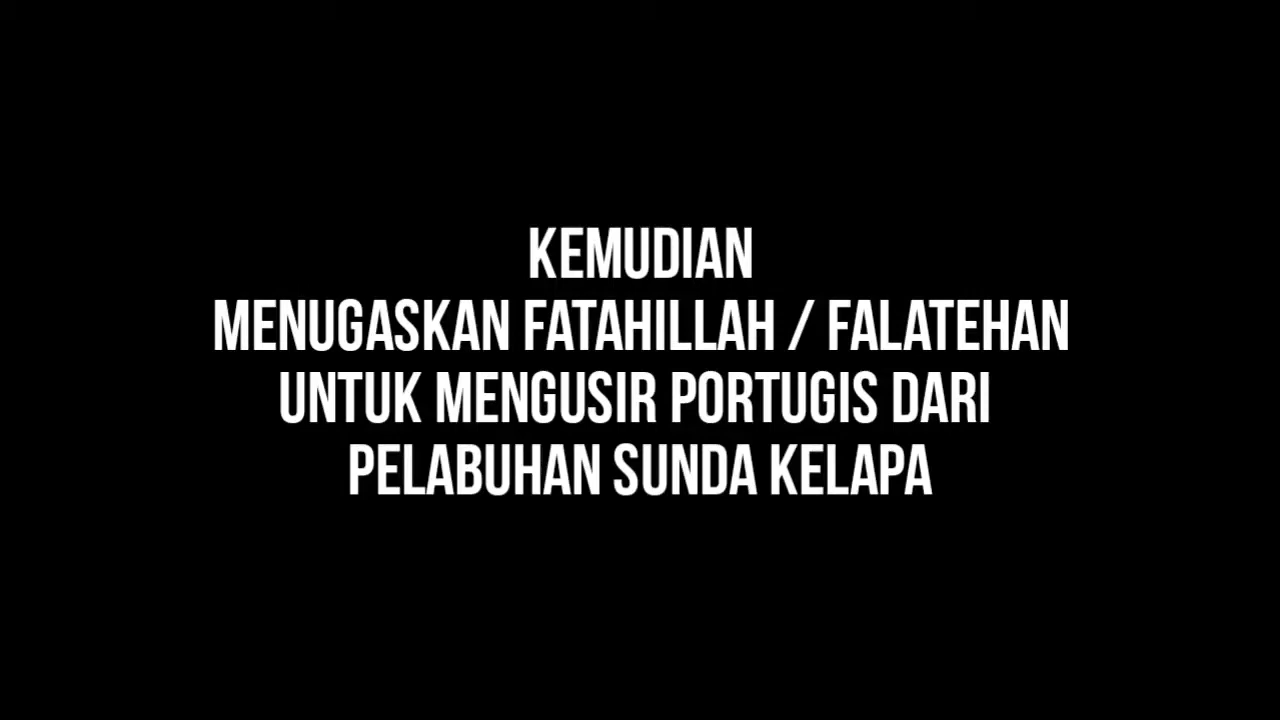 KEMUDIAN
MENUGASKAN FATAHILLAH / FALATEHAN
UNTUK MENGUSIR PORTUGIS DARI
PELABUHAN SUNDA KELAPA